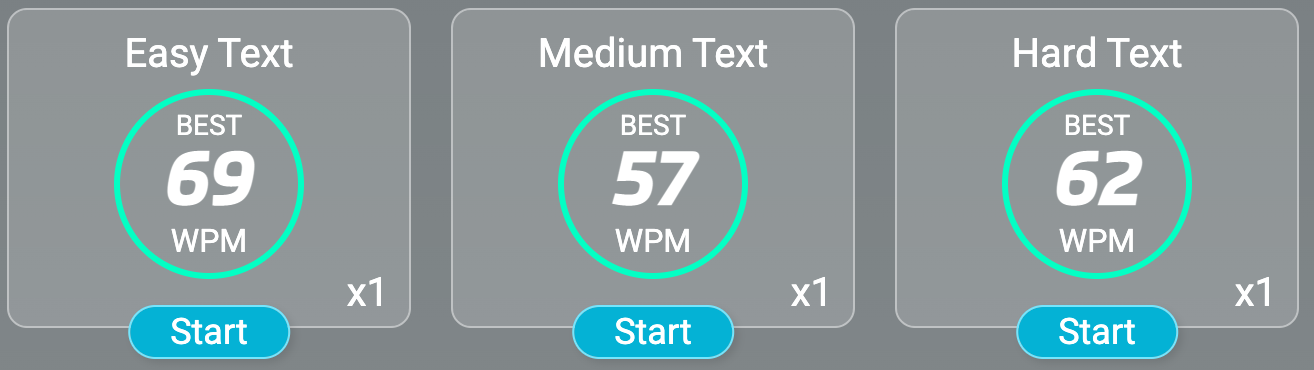 Easy Text
BEST
69
WPM
x1
Start
Medium Text
BEST
57
WPM
x1
Start
Hard Text
BEST
62
WPM
x1
Start